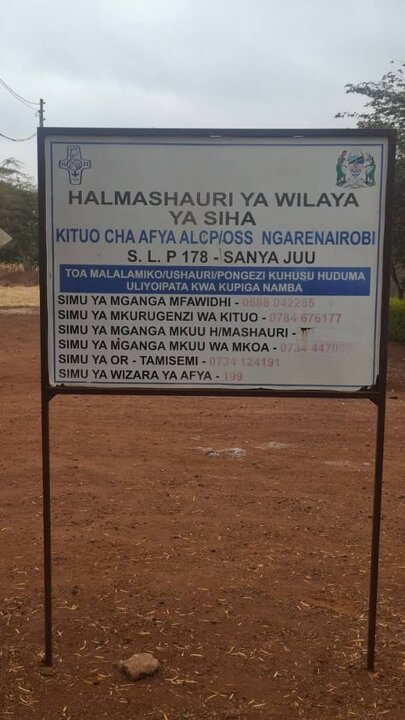 HALMASHAURI YA WILAYA
YA SIHA
KITUO CHA AFYA ALCP/OSS NGARENAIROBI
S. L. P 178 - SANYA JUU
TOA MALALAMIKO/USHAURI/PONGEZI KUHUSU HUDUMA
ULIYOIPATA KWA KUPIGA NAMBA
SIMU YA MGANGA MFAWIDHI - 0688 042285
SIMU YA MKURUGENZI WA KITUO - 0784 676177
SIMU YA MGANGA MKUU H/MASHAURI -
SIMU YA MGANGA MKUU WA MKOA -
SIMU YA OR - TAMISEMI - 0734 124191
SIMU YA WIZARA YA AFYA - 199